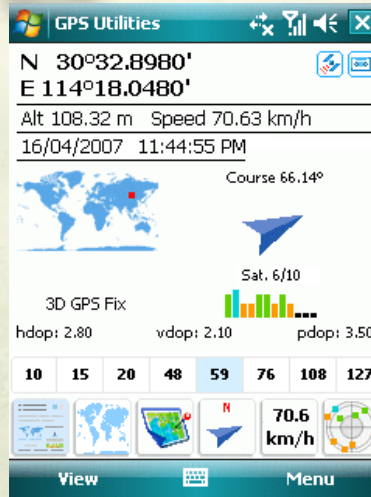 GPS Utilities
N 30º32.8980'
E 114º18.0480'
Alt 108.32 m Speed 70.63 km/h
16/04/2007 11:44:55 PM
Course 66.14º
Sat. 6/10
3D GPS Fix
hdop: 2.80 vdop: 2.10 pdop: 3.50
10 15 20 48 59 76 108 127
N
70.6
km/h
View Menu